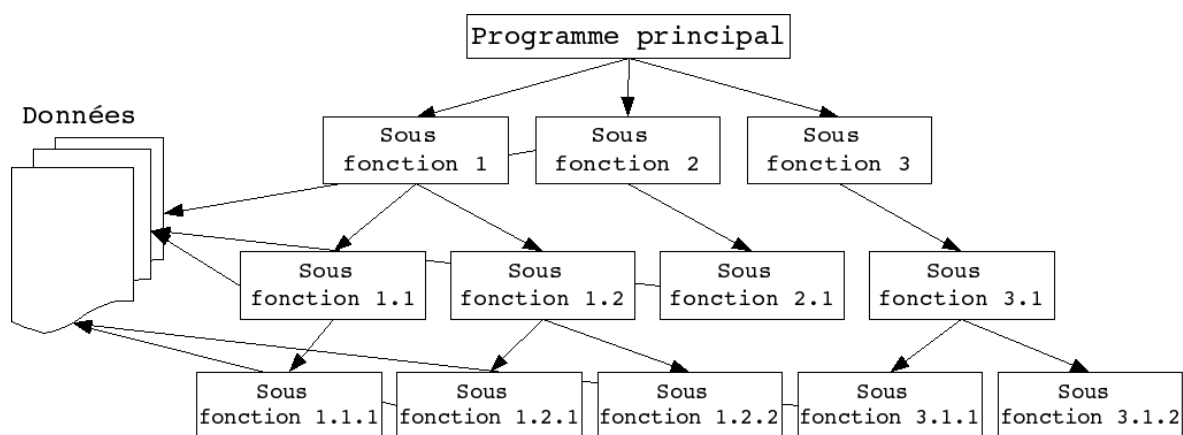 Programme principal
Données
Sous
fonction 1
Sous
fonction 2
Sous
fonction 3
Sous
fonction 1.1
Sous
fonction 1.2
Sous
fonction 2.1
Sous
fonction 3.1
Sous
fonction 1.1.1
Sous
fonction 1.2.1
Sous
fonction 1.2.2
Sous
fonction 3.1.1
Sous
fonction 3.1.2